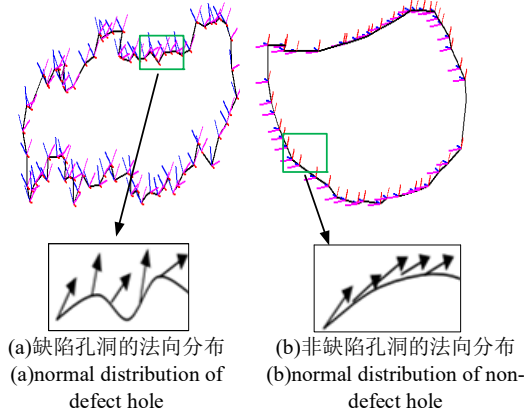 (a)缺陷孔洞的法向分布
(a)normal distribution of
defect hole
(b)非缺陷孔洞的法向分布
(b)normal distribution of non-
defect hole